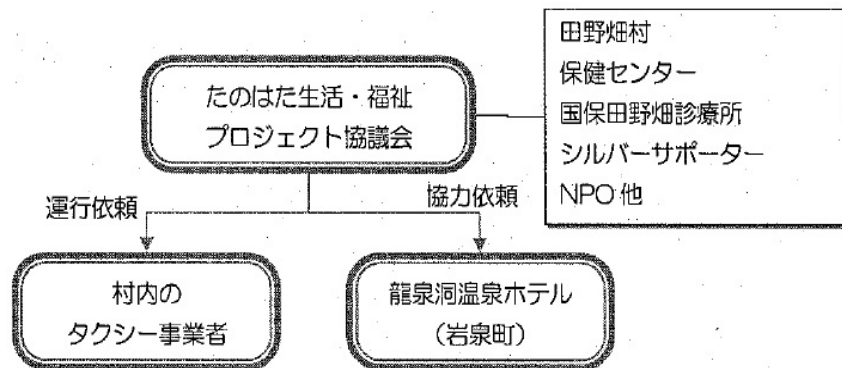 たのはた生活・福祉
プロジェクト協議会
田野畑村
保健センター
国保田野畑診療所
シルバーサポーター
NPO 他
運行依頼
協力依頼
村内の
タクシー事業者
龍泉洞温泉ホテル
（岩泉町）